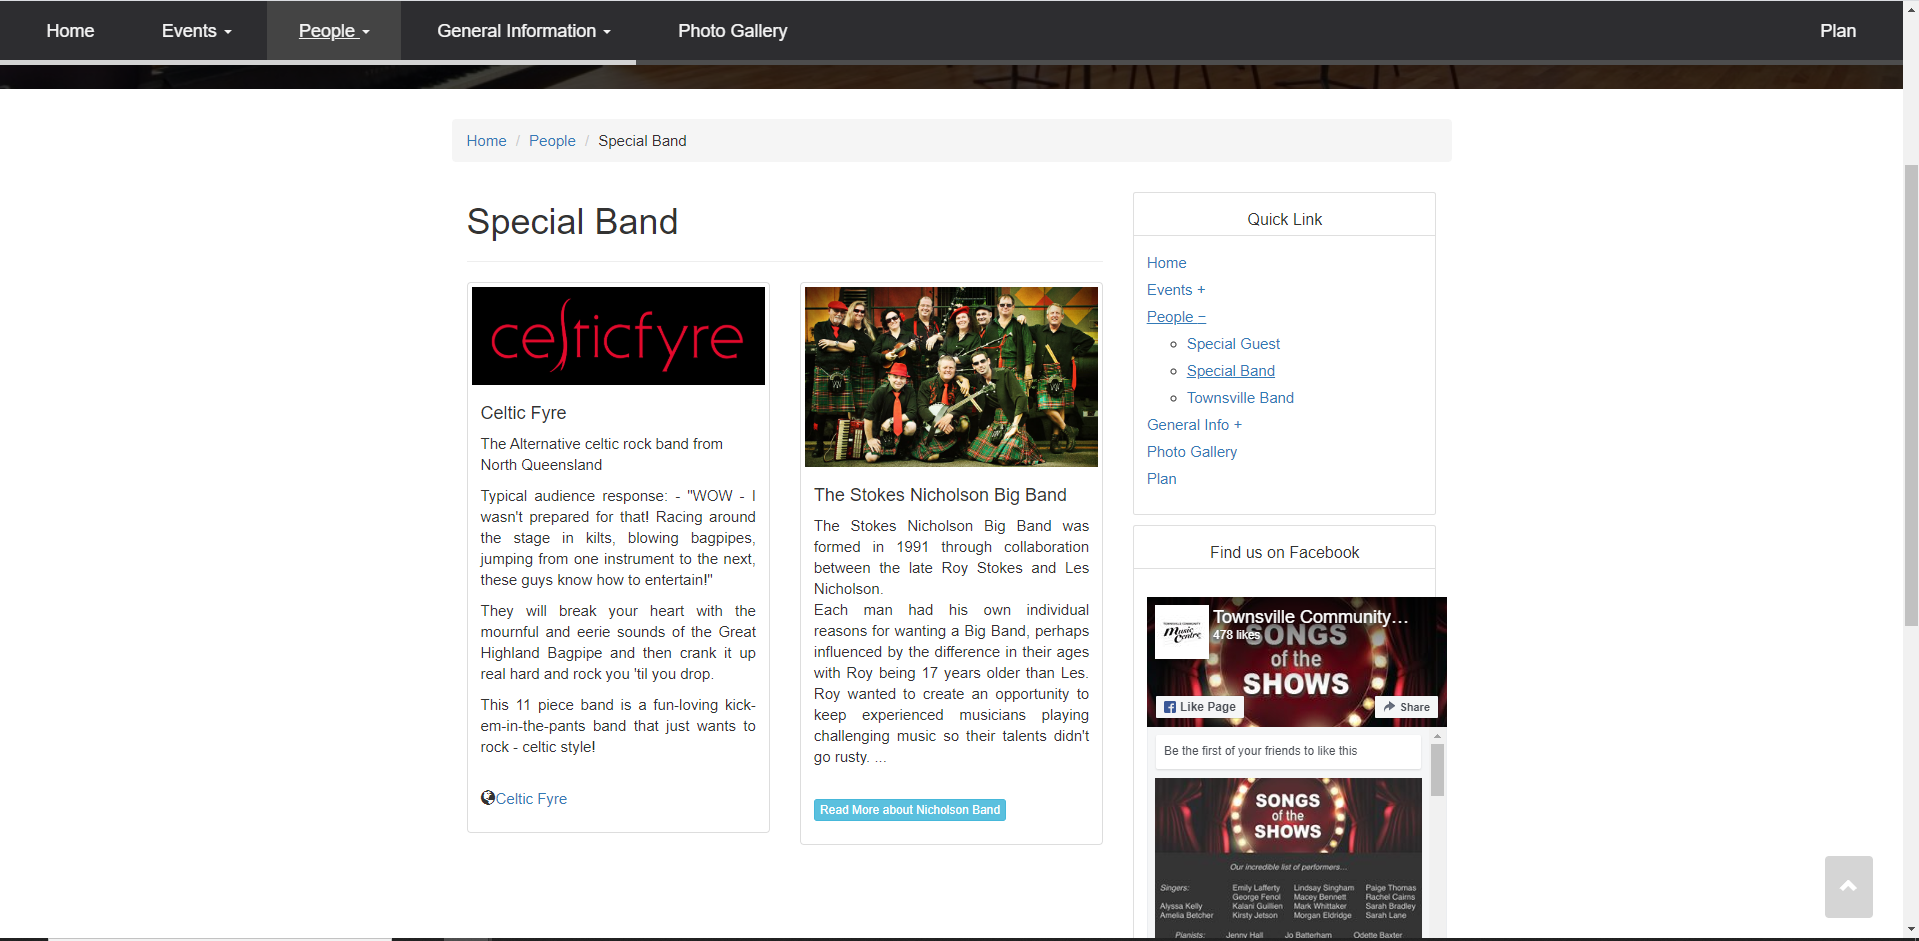 Home Events People General Information Photo Gallery Plan
Home / People / Special Band
Special Band
celticfyre
Celtic Fyre
The Alternative celtic rock band from
North Queensland
Typical audience response: - "WOW - I
wasn't prepared for that! Racing around
the stage in kilts, blowing bagpipes,
jumping from one instrument to the next,
these guys know how to entertain!"
They will break your heart with the
mournful and eerie sounds of the Great
Highland Bagpipe and then crank it up
real hard and rock you 'til you drop.
This 11 piece band is a fun-loving kick-
em-in-the-pants band that just wants to
rock - celtic style!
Celtic Fyre
The Stokes Nicholson Big Band
The Stokes Nicholson Big Band was
formed in 1991 through collaboration
between the late Roy Stokes and Les
Nicholson.
Each man had his own individual
reasons for wanting a Big Band, perhaps
influenced by the difference in their ages
with Roy being 17 years older than Les.
Roy wanted to create an opportunity to
keep experienced musicians playing
challenging music so their talents didn't
go rusty. ...
Read More about Nicholson Band
Quick Link
Home
Events +
People −
Special Guest
Special Band
Townsville Band
General Info +
Photo Gallery
Plan
Find us on Facebook
TOWNSVILLE COMMUNITY
Music Centre
Townsville Community...
478 likes
SONGS
of the
SHOWS
Like Page
Share
Be the first of your friends to like this
SONGS
of the
SHOWS
Our incredible list of performers...
Singers: Emily Lafferty Lindsay Singham Paige Thomas
George Fenol Macey Bennett Rachel Cairns
Alyssa Kelly Kalani Guillien Mark Whittaker Sarah Bradley
Amelia Betcher Kirsty Jetson Morgan Eldridge Sarah Lane
Pianists: Jenny Hall Jo Batterham Odette Baxter